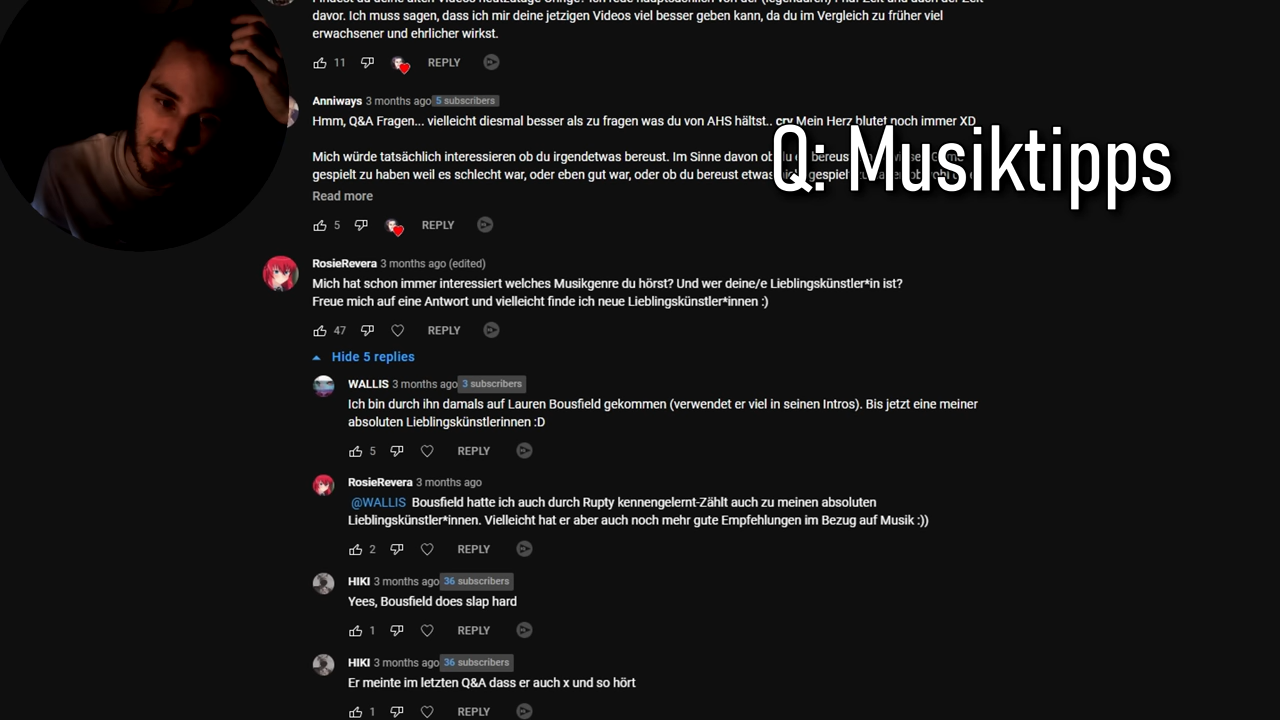 davor. Ich muss sagen, dass ich mir deine jetzigen Videos viel besser geben kann, da du im Vergleich zu früher viel
erwachsener und ehrlicher wirkst.
11 REPLY
Anniways 3 months ago 5 subscribers
Hmm, Q&A Fragen... vielleicht diesmal besser als zu fragen was du von AHS hältst.. cry Mein Herz blutet noch immer XD
Q: Musiktipps
Mich würde tatsächlich interessieren ob du irgendetwas bereust. Im Sinne davon ob du
gespielt zu haben weil es schlecht war, oder eben gut war, oder ob du bereust etwas
Read more
5 REPLY
RosieRevera 3 months ago (edited)
Mich hat schon immer interessiert welches Musikgenre du hörst? Und wer deine/e Lieblingskünstler*in ist?
Freue mich auf eine Antwort und vielleicht finde ich neue Lieblingskünstler*innen :)
47 REPLY
Hide 5 replies
WALLIS 3 months ago 3 subscribers
Ich bin durch ihn damals auf Lauren Bousfield gekommen (verwendet er viel in seinen Intros). Bis jetzt eine meiner
absoluten Lieblingskünstlerinnen :D
5 REPLY
RosieRevera 3 months ago
@WALLIS Bousfield hatte ich auch durch Rupty kennengelernt-Zählt auch zu meinen absoluten
Lieblingskünstler*innen. Vielleicht hat er aber auch noch mehr gute Empfehlungen im Bezug auf Musik :))
2 REPLY
HIKI 3 months ago 36 subscribers
Yees, Bousfield does slap hard
1 REPLY
HIKI 3 months ago 36 subscribers
Er meinte im letzten Q&A dass er auch x und so hört
1 REPLY